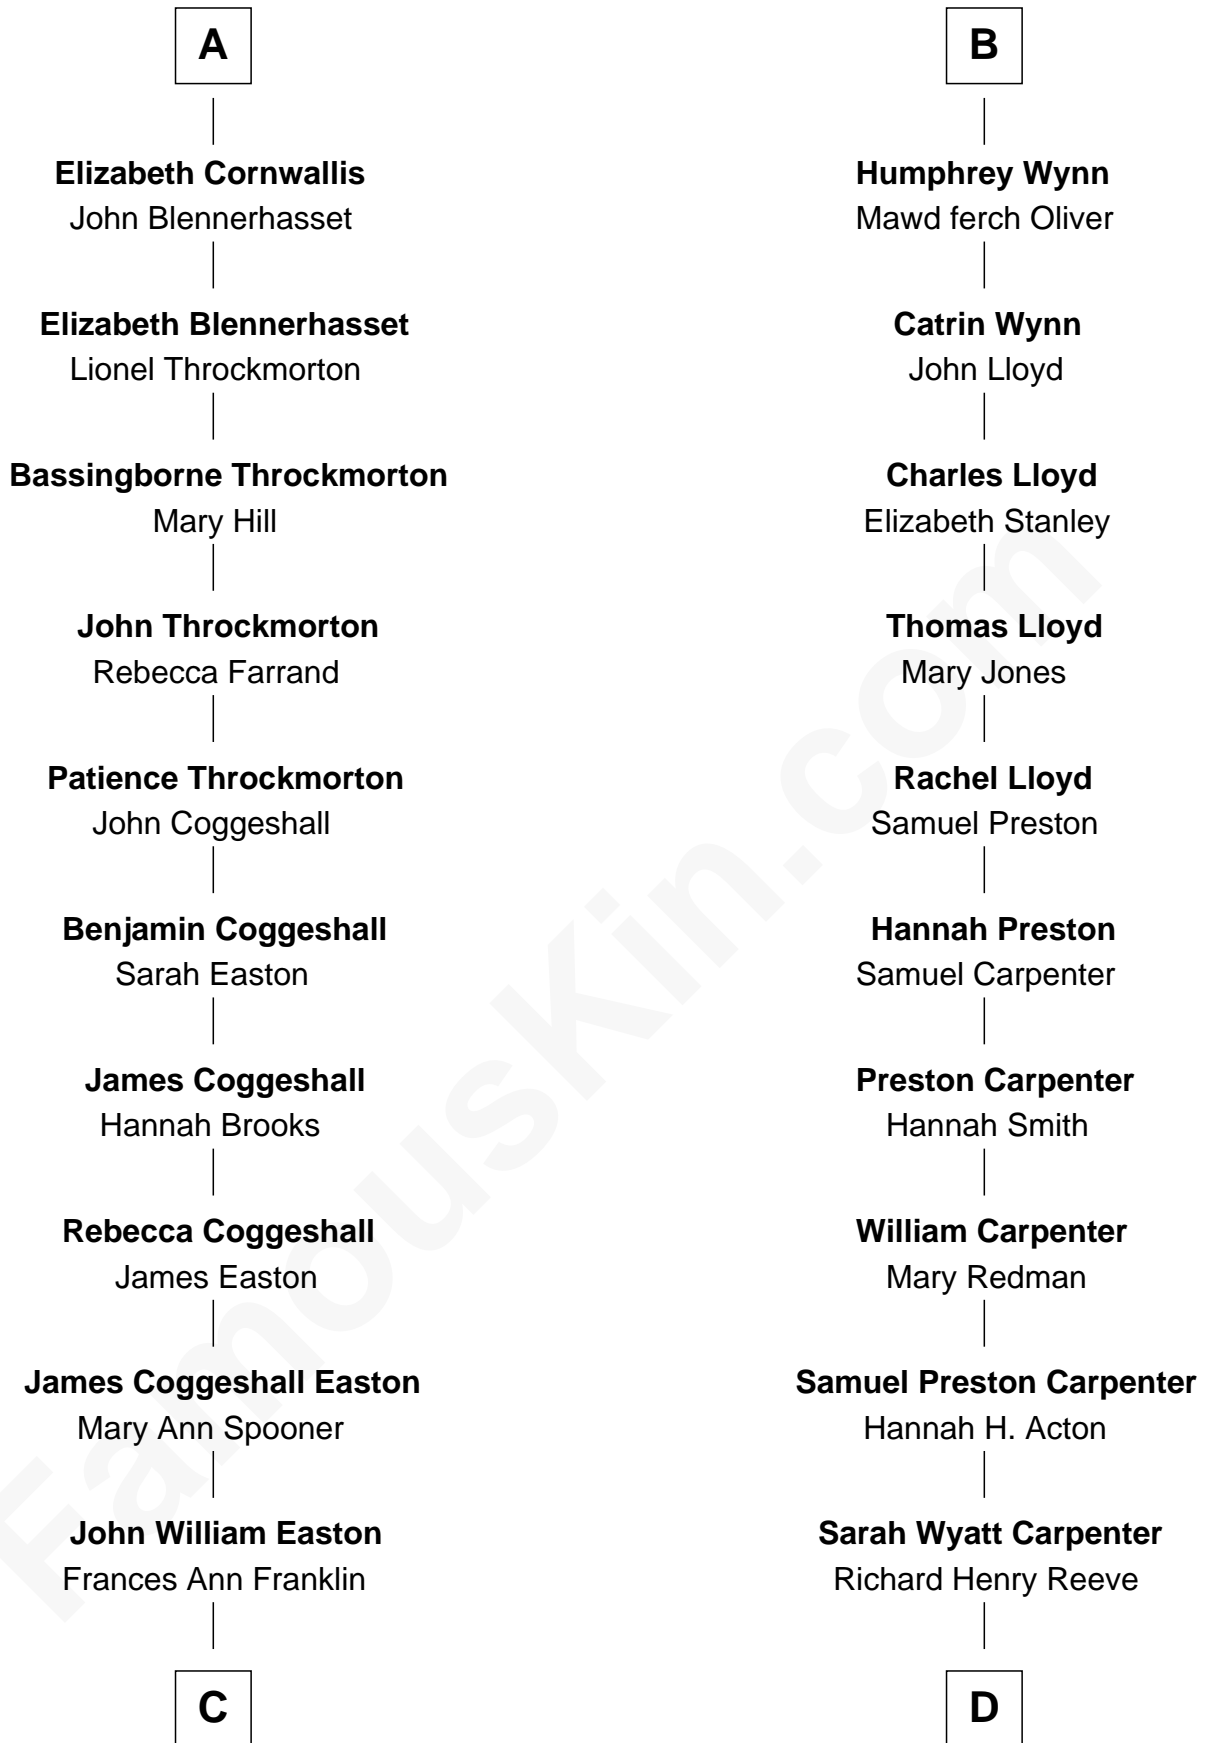 A
Elizabeth Cornwallis
John Blennerhasset
Elizabeth Blennerhasset
Lionel Throckmorton
Bassingborne Throckmorton
Mary Hill
John Throckmorton
Rebecca Farrand
Patience Throckmorton
John Coggeshall
Benjamin Coggeshall
Sarah Easton
James Coggeshall
Hannah Brooks
Rebecca Coggeshall
James Easton
James Coggeshall Easton
Mary Ann Spooner
John William Easton
Frances Ann Franklin
C
B
Humphrey Wynn
Mawd ferch Oliver
Catrin Wynn
John Lloyd
Charles Lloyd
Elizabeth Stanley
Thomas Lloyd
Mary Jones
Rachel Lloyd
Samuel Preston
Hannah Preston
Samuel Carpenter
Preston Carpenter
Hannah Smith
William Carpenter
Mary Redman
Samuel Preston Carpenter
Hannah H. Acton
Sarah Wyatt Carpenter
Richard Henry Reeve
D
FamousKin.com